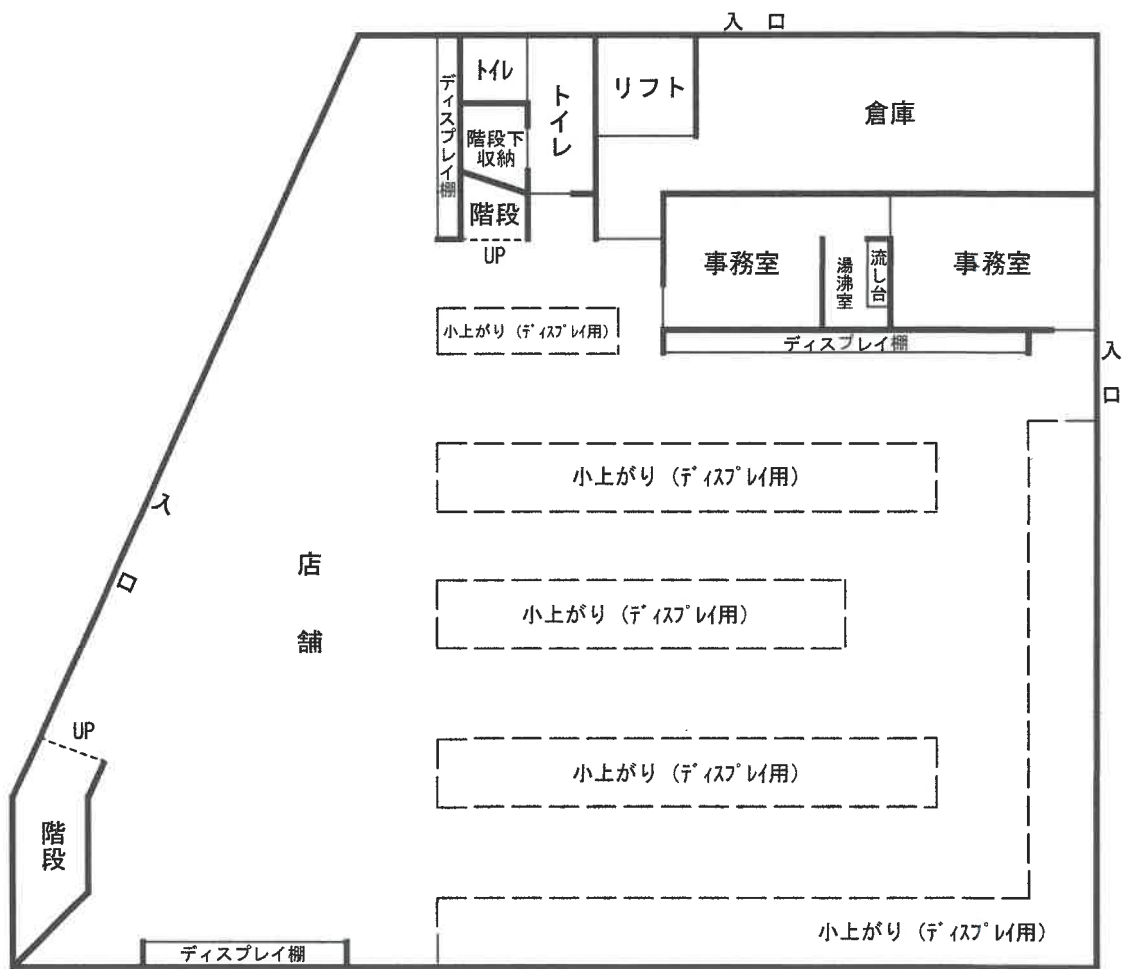 入口
トイレ
トイレ
リフト
倉庫
ディスプレイ棚
階段下
収納
階段
UP
事務室
湯沸室
流し台
事務室
小上がり（ディスプレイ用）
ディスプレイ棚
入口
小上がり（ディスプレイ用）
入口
店舗
小上がり（ディスプレイ用）
UP
小上がり（ディスプレイ用）
階段
小上がり（ディスプレイ用）
ディスプレイ棚